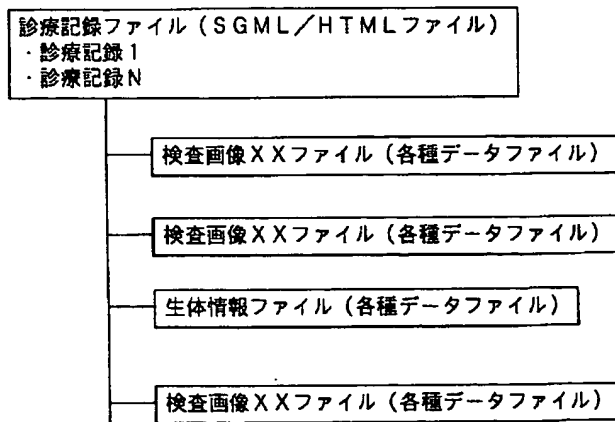 診療記録ファイル（ＳＧＭＬ／ＨＴＭＬファイル）
・診療記録１
・診療記録Ｎ
検査画像ＸＸファイル（各種データファイル）
検査画像ＸＸファイル（各種データファイル）
生体情報ファイル（各種データファイル）
検査画像ＸＸファイル（各種データファイル）